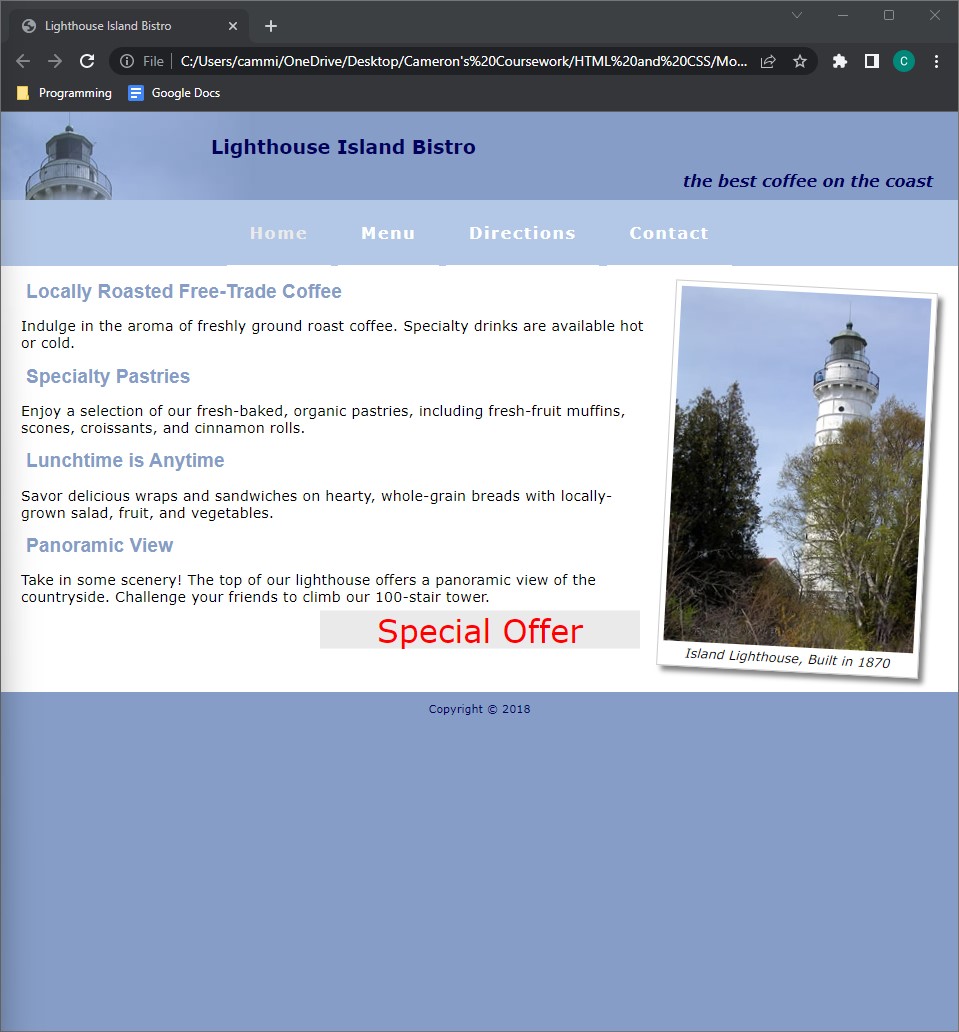 Lighthouse Island Bistro
File
C:/Users/cammi/OneDrive/Desktop/Cameron's%20Coursework/HTML%20and%20CSS/Mo...
C
Programming
Google Docs
Lighthouse Island Bistro
the best coffee on the coast
Home Menu Directions Contact
Locally Roasted Free-Trade Coffee
Indulge in the aroma of freshly ground roast coffee. Specialty drinks are available hot
or cold.
Specialty Pastries
Enjoy a selection of our fresh-baked, organic pastries, including fresh-fruit muffins,
scones, croissants, and cinnamon rolls.
Lunchtime is Anytime
Savor delicious wraps and sandwiches on hearty, whole-grain breads with locally-
grown salad, fruit, and vegetables.
Panoramic View
Take in some scenery! The top of our lighthouse offers a panoramic view of the
countryside. Challenge your friends to climb our 100-stair tower.
Special Offer
Island Lighthouse, Built in 1870
Copyright © 2018